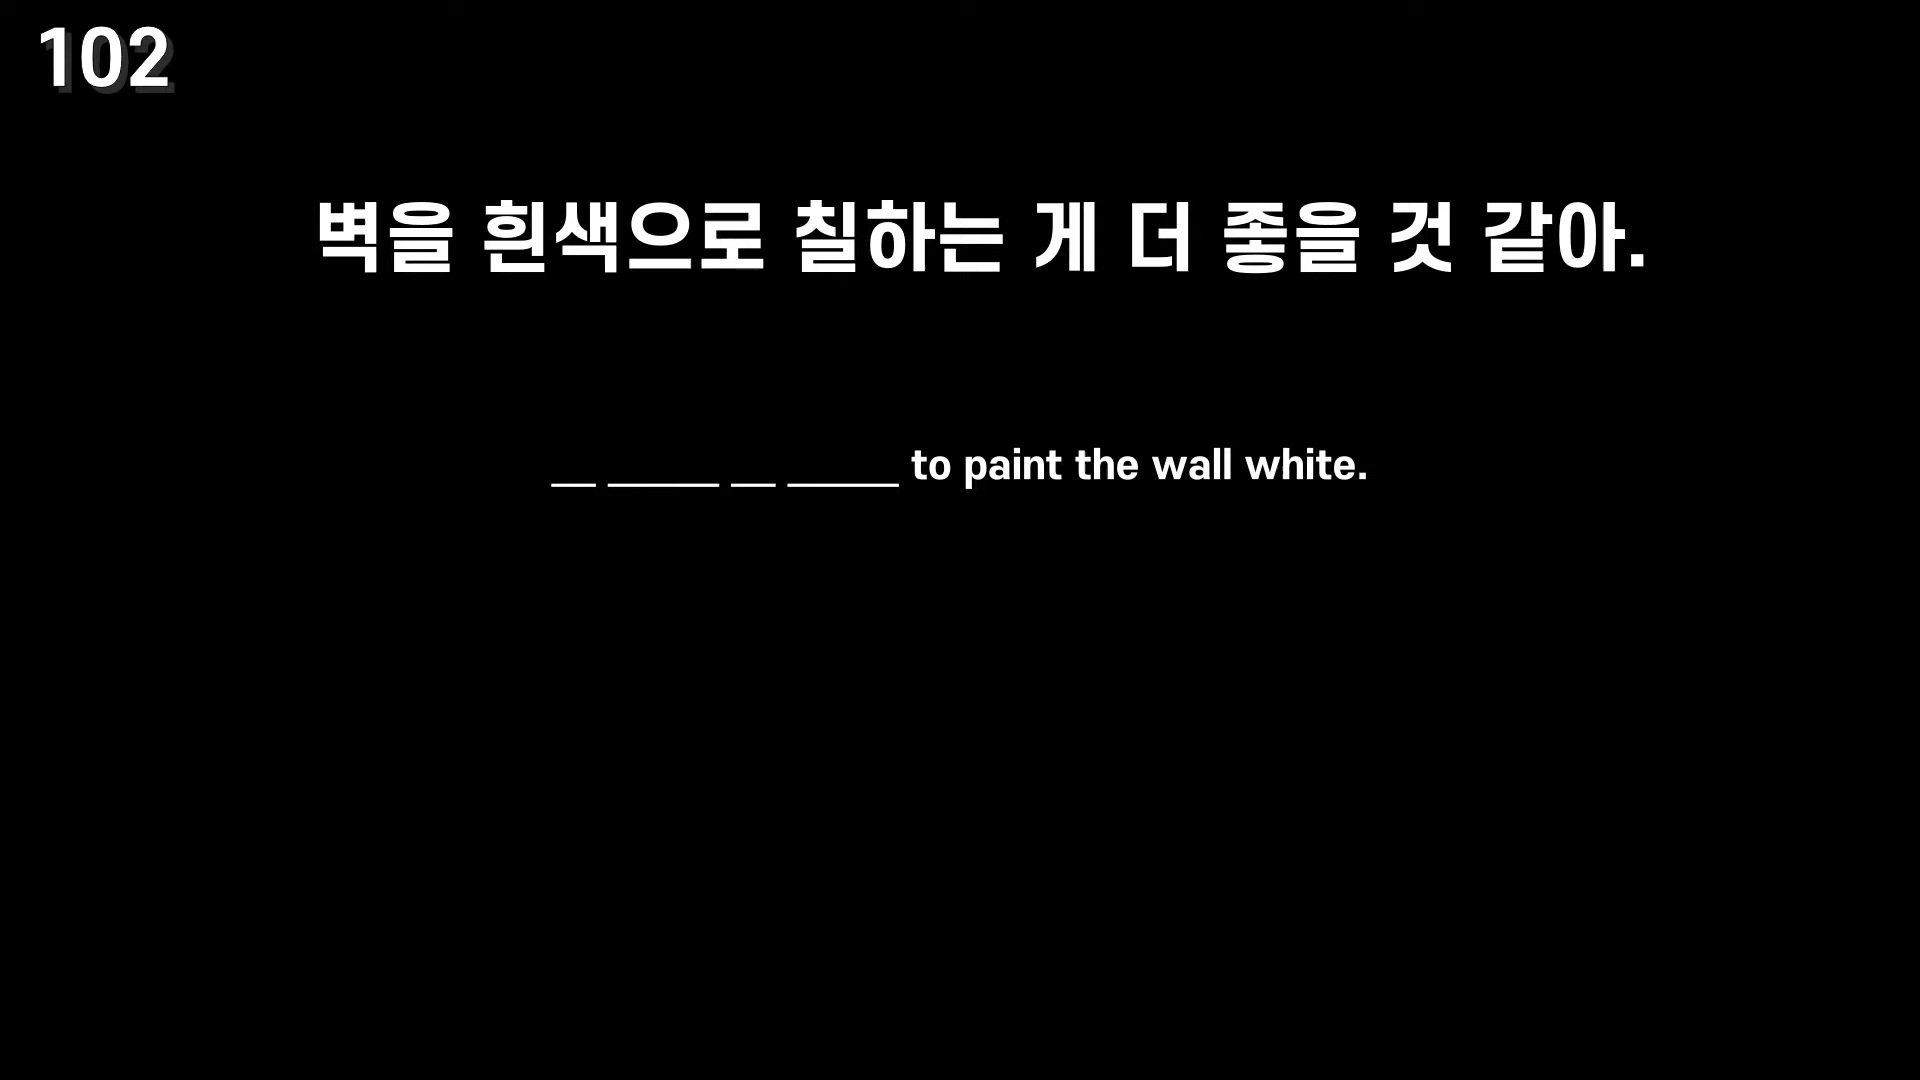 102
벽을 흰색으로 칠하는 게 더 좋을 것 같아.
__ _____ __ _____ to paint the wall white.